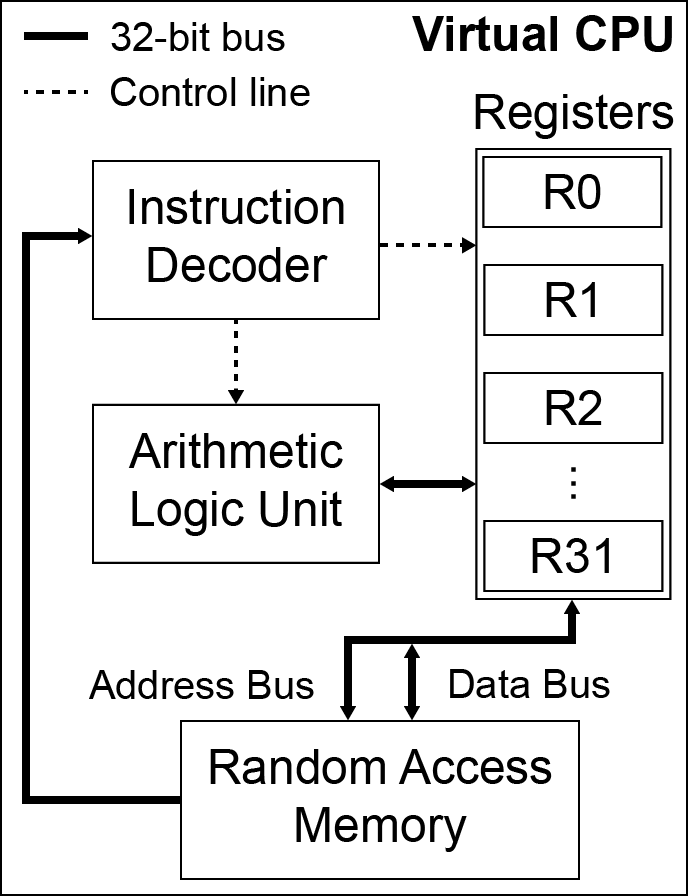 32-bit bus
Control line
Virtual CPU
Registers
Instruction
Decoder
R0
R1
R2
⋮
R31
Arithmetic
Logic Unit
Address Bus
Data Bus
Random Access
Memory